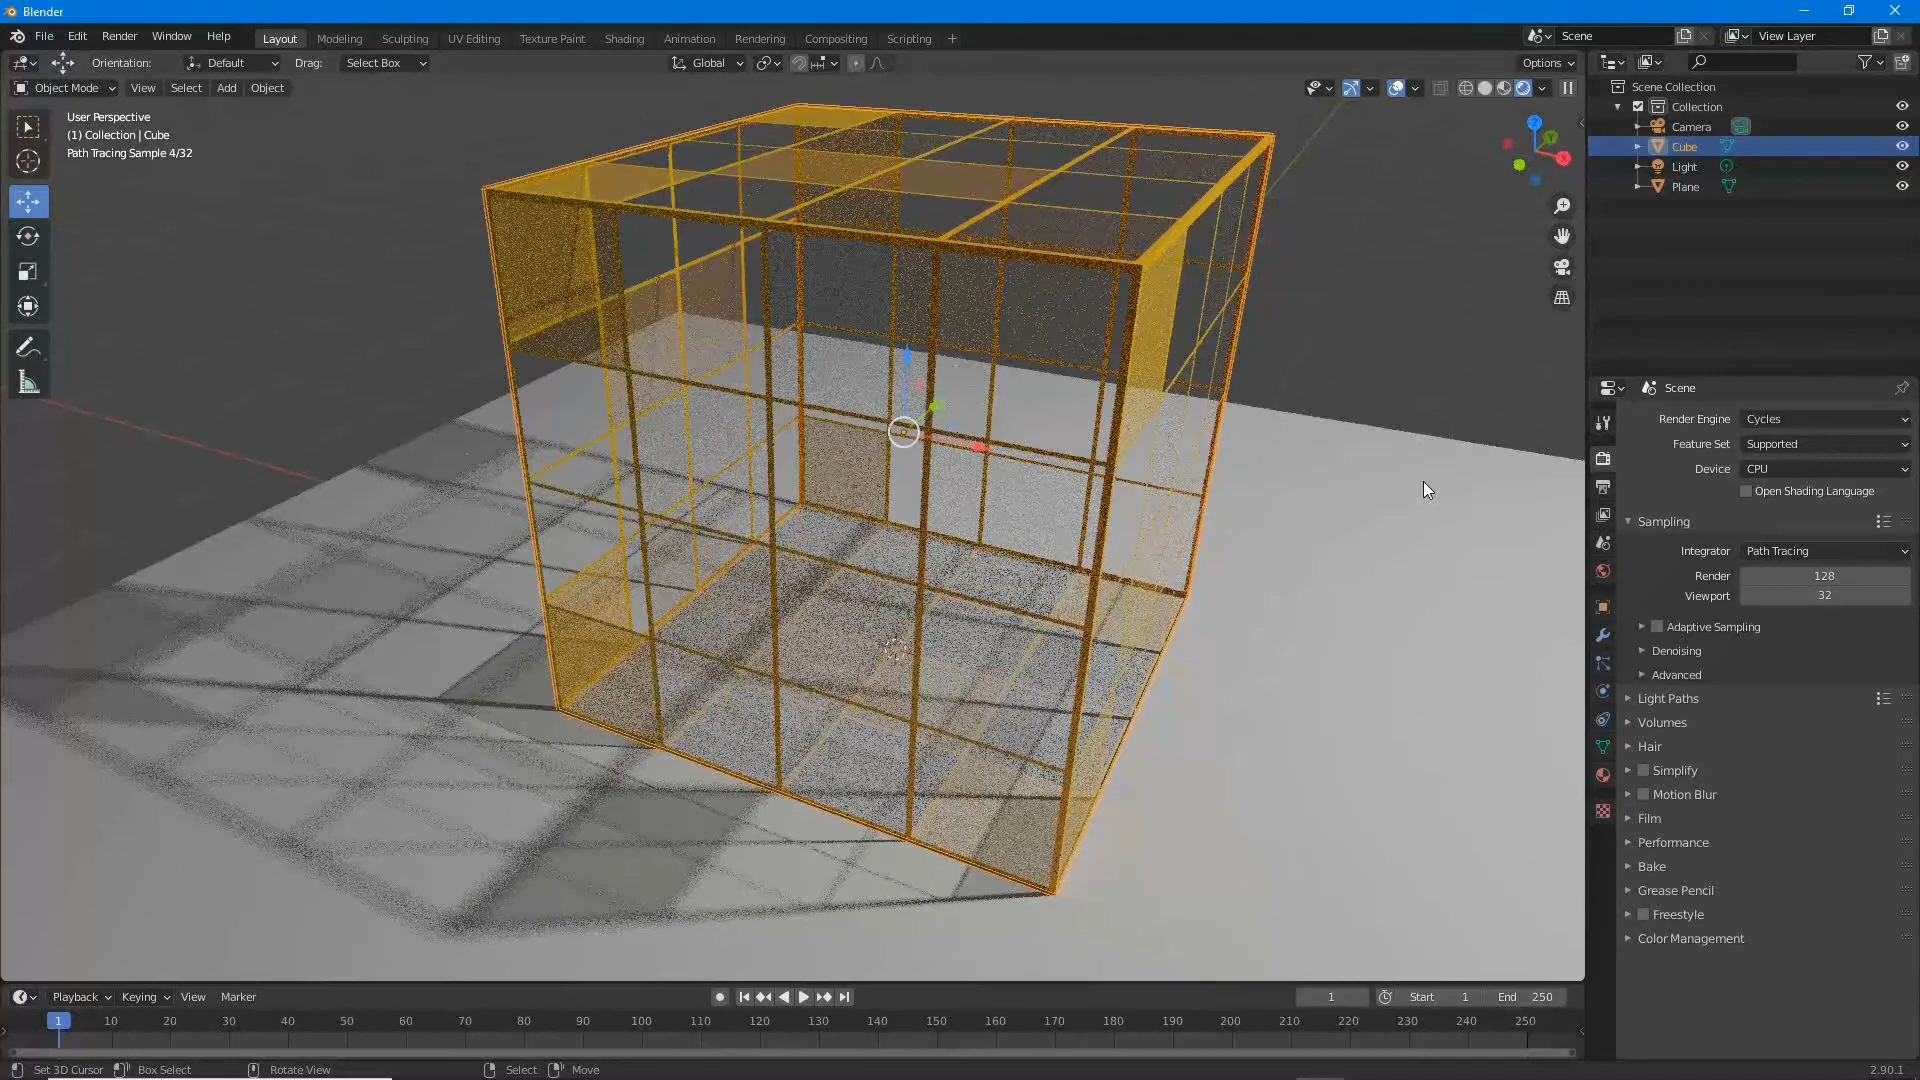 Blender
File Edit Render Window Help Layout Modeling Sculpting UV Editing Texture Paint Shading Animation Rendering Compositing Scripting + Scene View Layer
Orientation: Default Drag: Select Box Global Options
Object Mode View Select Add Object
User Perspective
(1) Collection | Cube
Path Tracing Sample 4/32
Z
Y
X
Scene Collection
Collection
Camera
Cube
Light
Plane
Scene
Render Engine Cycles
Feature Set Supported
Device CPU
Open Shading Language
Sampling
Integrator Path Tracing
Render 128
Viewport 32
Adaptive Sampling
Denoising
Advanced
Light Paths
Volumes
Hair
Simplify
Motion Blur
Film
Performance
Bake
Grease Pencil
Freestyle
Color Management
Playback Keying View Marker 1 Start 1 End 250
1 10 20 30 40 50 60 70 80 90 100 110 120 130 140 150 160 170 180 190 200 210 220 230 240 250
Set 3D Cursor Box Select Rotate View Select Move 2.90.1